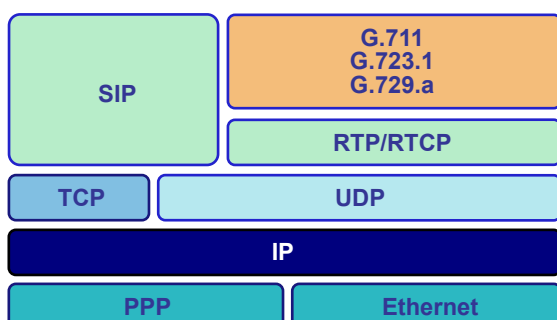 G.711
G.723.1
G.729.a
SIP
RTP/RTCP
TCP
UDP
IP
PPP
Ethernet